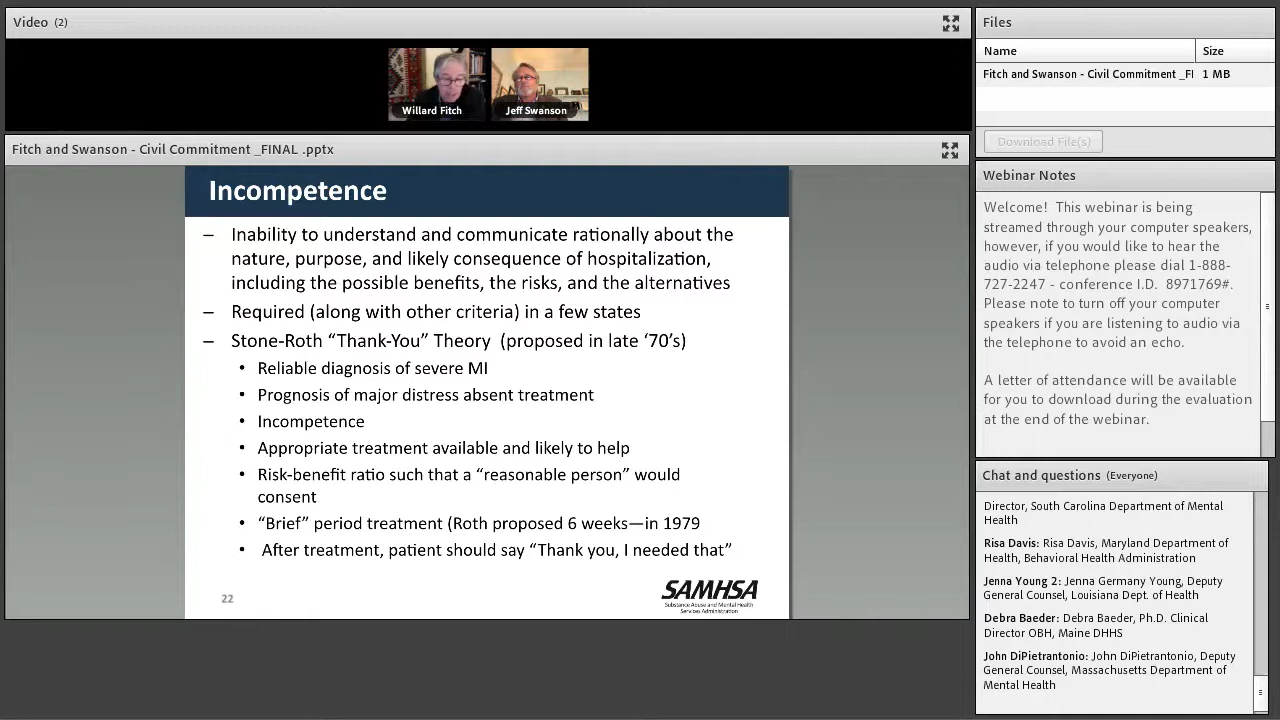 Video (2)
Willard Fitch
Jeff Swanson
Fitch and Swanson - Civil Commitment _FINAL .pptx
Incompetence
– Inability to understand and communicate rationally about the
nature, purpose, and likely consequence of hospitalization,
including the possible benefits, the risks, and the alternatives
– Required (along with other criteria) in a few states
– Stone-Roth “Thank-You” Theory (proposed in late ‘70’s)
• Reliable diagnosis of severe MI
• Prognosis of major distress absent treatment
• Incompetence
• Appropriate treatment available and likely to help
• Risk-benefit ratio such that a “reasonable person” would
consent
• “Brief” period treatment (Roth proposed 6 weeks—in 1979
• After treatment, patient should say “Thank you, I needed that”
22
SAMHSA
Substance Abuse and Mental Health
Services Administration
Files
Name Size
Fitch and Swanson - Civil Commitment _FI 1 MB
Download File(s)
Webinar Notes
Welcome! This webinar is being
streamed through your computer speakers,
however, if you would like to hear the
audio via telephone please dial 1-888-
727-2247 - conference I.D. 8971769#.
Please note to turn off your computer
speakers if you are listening to audio via
the telephone to avoid an echo.
A letter of attendance will be available
for you to download during the evaluation
at the end of the webinar.
Chat and questions (Everyone)
Director, South Carolina Department of Mental
Health
Risa Davis: Risa Davis, Maryland Department of
Health, Behavioral Health Administration
Jenna Young 2: Jenna Germany Young, Deputy
General Counsel, Louisiana Dept. of Health
Debra Baeder: Debra Baeder, Ph.D. Clinical
Director OBH, Maine DHHS
John DiPietrantonio: John DiPietrantonio, Deputy
General Counsel, Massachusetts Department of
Mental Health